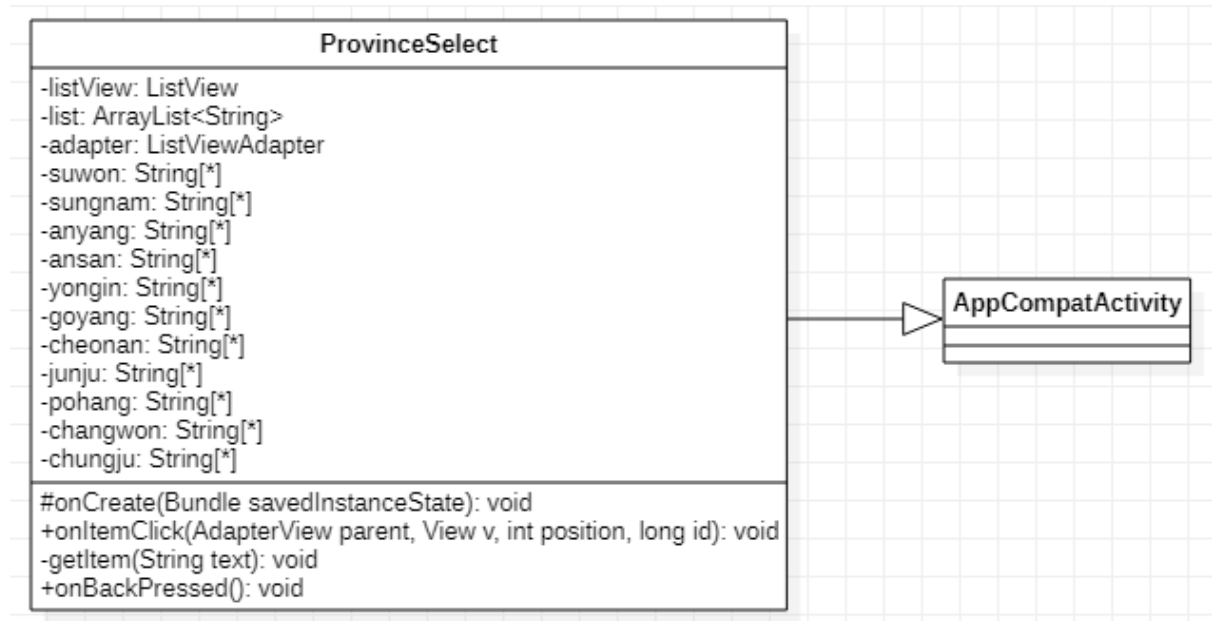 ProvinceSelect
-listView: ListView
-list: ArrayList<String>
-adapter: ListViewAdapter
-suwon: String[*]
-sungnam: String[*]
-anyang: String[*]
-ansan: String[*]
-yongin: String[*]
-goyang: String[*]
-cheonan: String[*]
-junju: String[*]
-pohang: String[*]
-changwon: String[*]
-chungju: String[*]
#onCreate(Bundle savedInstanceState): void
+onItemClick(AdapterView parent, View v, int position, long id): void
-getItem(String text): void
+onBackPressed(): void
AppCompatActivity